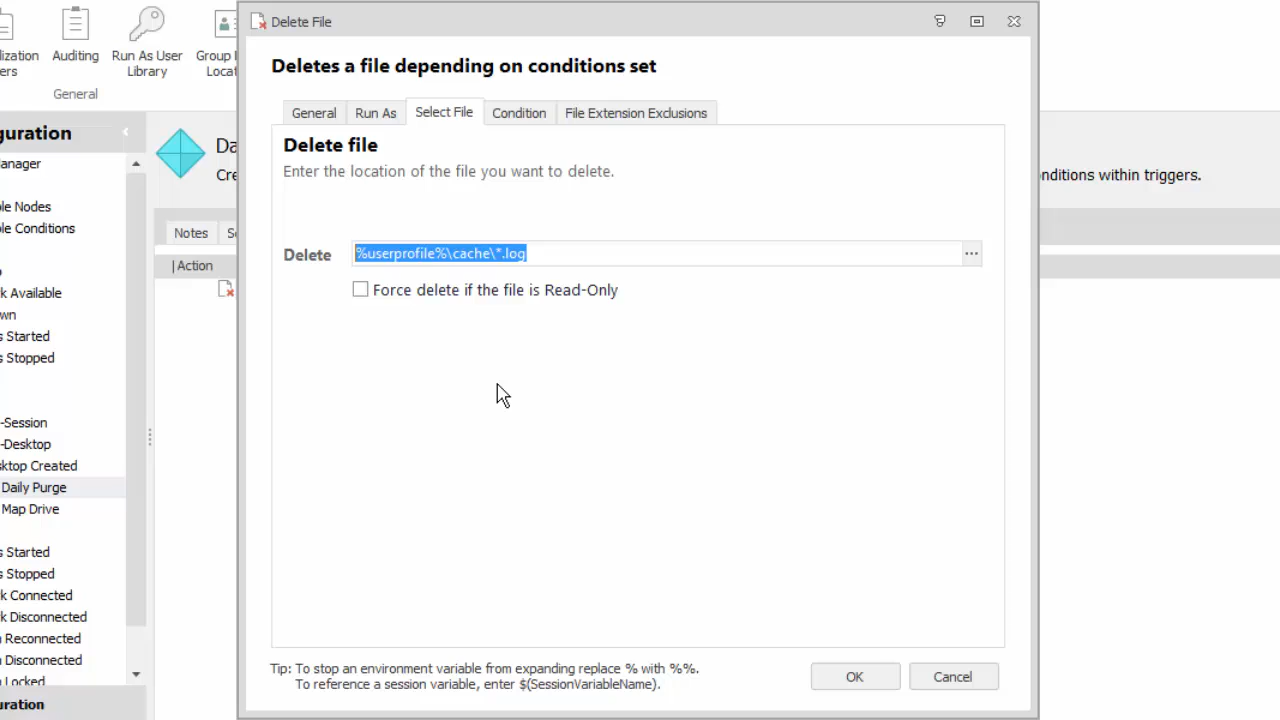 Delete File
ization
ers
Auditing
Run As User
Library
Group
Locat
General
Deletes a file depending on conditions set
General
Run As
Select File
Condition
File Extension Exclusions
Delete file
Enter the location of the file you want to delete.
Delete
%userprofile%\cache\*.log
...
Force delete if the file is Read-Only
Tip: To stop an environment variable from expanding replace % with %%.
To reference a session variable, enter $(SessionVariableName).
OK
Cancel
guration
lanager
ble Nodes
ble Conditions
k Available
wn
s Started
s Stopped
-Session
-Desktop
sktop Created
Daily Purge
Map Drive
s Started
s Stopped
k Connected
k Disconnected
n Reconnected
n Disconnected
n Locked
uration
Da
Cre
nditions within triggers.
Notes
S
Action